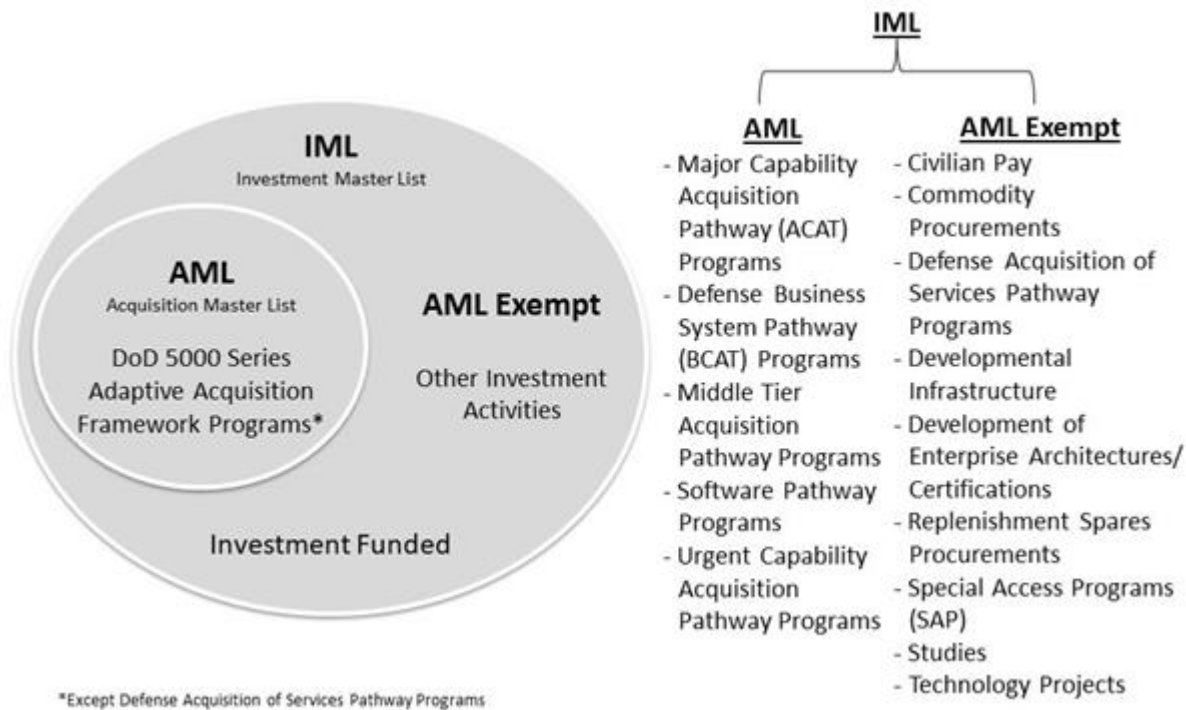 IML
Investment Master List
AML
Acquisition Master List
DoD 5000 Series
Adaptive Acquisition
Framework Programs*
AML Exempt
Other Investment
Activities
Investment Funded
*Except Defense Acquisition of Services Pathway Programs
IML
AML
- Major Capability
Acquisition
Pathway (ACAT)
Programs
- Defense Business
System Pathway
(BCAT) Programs
- Middle Tier
Acquisition
Pathway Programs
- Software Pathway
Programs
- Urgent Capability
Acquisition
Pathway Programs
AML Exempt
- Civilian Pay
- Commodity
Procurements
- Defense Acquisition of
Services Pathway
Programs
- Developmental
Infrastructure
- Development of
Enterprise Architectures/
Certifications
- Replenishment Spares
Procurements
- Special Access Programs
(SAP)
- Studies
- Technology Projects